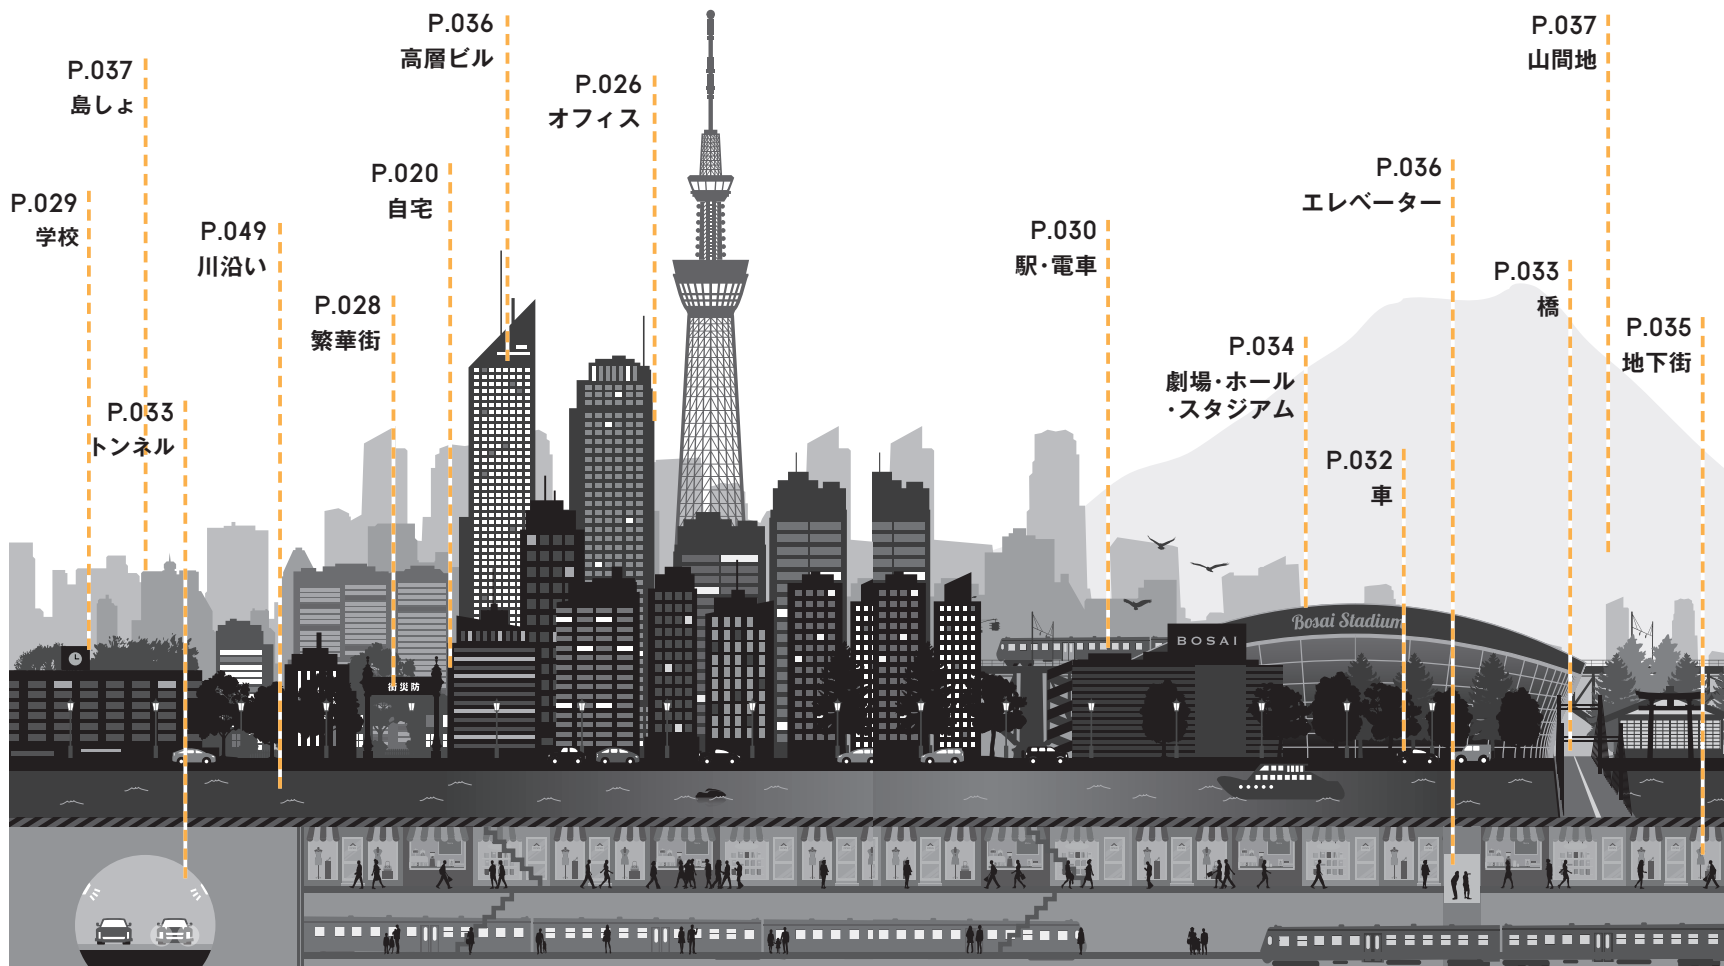 P.036
高層ビル
P.037
山間地
P.037
島しょ
P.026
オフィス
P.020
自宅
P.036
エレベーター
P.029
学校
P.049
川沿い
P.030
駅・電車
P.033
橋
P.028
繁華街
P.035
地下街
P.034
劇場・ホール
・スタジアム
P.033
トンネル
P.032
車
Bosai Stadium
BOSAI
街災防